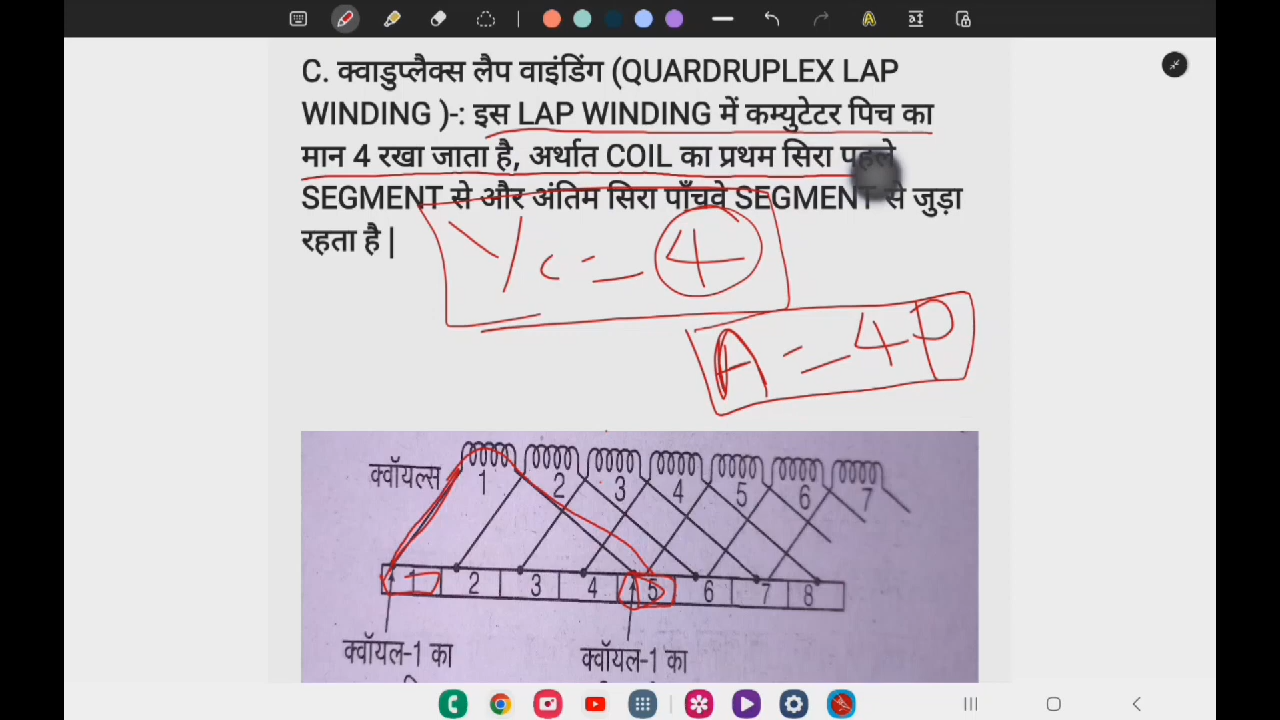 C. क्वाडुप्लैक्स लैप वाइंडिंग (QUARDRUPLEX LAP
WINDING )-: इस LAP WINDING में कम्युटेटर पिच का
मान 4 रखा जाता है, अर्थात COIL का प्रथम सिरा पहले
SEGMENT से और अंतिम सिरा पाँचवे SEGMENT से जुड़ा
रहता है |
Yc = 4
A = 4P
क्वॉयल्स 1 2 3 4 5 6 7
1 2 3 4 5 6 7 8
क्वॉयल-1 का क्वॉयल-1 का